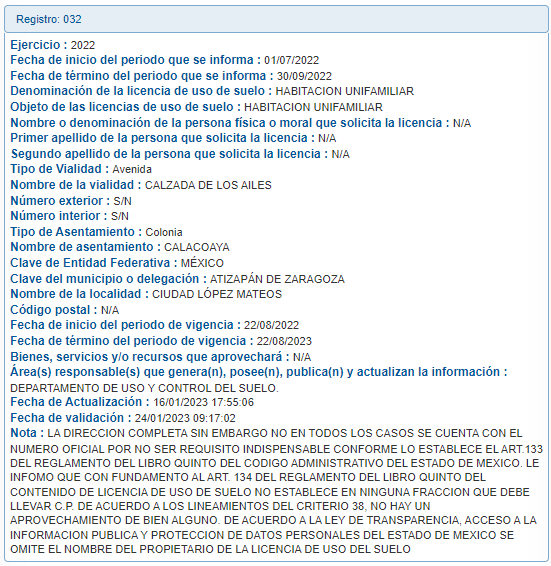 Registro: 032
Ejercicio : 2022
Fecha de inicio del periodo que se informa : 01/07/2022
Fecha de término del periodo que se informa : 30/09/2022
Denominación de la licencia de uso de suelo : HABITACION UNIFAMILIAR
Objeto de las licencias de uso de suelo : HABITACION UNIFAMILIAR
Nombre o denominación de la persona física o moral que solicita la licencia : N/A
Primer apellido de la persona que solicita la licencia : N/A
Segundo apellido de la persona que solicita la licencia : N/A
Tipo de Vialidad : Avenida
Nombre de la vialidad : CALZADA DE LOS AILES
Número exterior : S/N
Número interior : S/N
Tipo de Asentamiento : Colonia
Nombre de asentamiento : CALACOAYA
Clave de Entidad Federativa : MÉXICO
Clave del municipio o delegación : ATIZAPÁN DE ZARAGOZA
Nombre de la localidad : CIUDAD LÓPEZ MATEOS
Código postal : N/A
Fecha de inicio del periodo de vigencia : 22/08/2022
Fecha de término del periodo de vigencia : 22/08/2023
Bienes, servicios y/o recursos que aprovechará : N/A
Área(s) responsable(s) que genera(n), posee(n), publica(n) y actualizan la información :
DEPARTAMENTO DE USO Y CONTROL DEL SUELO.
Fecha de Actualización : 16/01/2023 17:55:06
Fecha de validación : 24/01/2023 09:17:02
Nota : LA DIRECCION COMPLETA SIN EMBARGO NO EN TODOS LOS CASOS SE CUENTA CON EL
NUMERO OFICIAL POR NO SER REQUISITO INDISPENSABLE CONFORME LO ESTABLECE EL ART.133
DEL REGLAMENTO DEL LIBRO QUINTO DEL CODIGO ADMINISTRATIVO DEL ESTADO DE MEXICO. LE
INFOMO QUE CON FUNDAMENTO AL ART. 134 DEL REGLAMENTO DEL LIBRO QUINTO DEL
CONTENIDO DE LICENCIA DE USO DE SUELO NO ESTABLECE EN NINGUNA FRACCION QUE DEBE
LLEVAR C.P. DE ACUERDO A LOS LINEAMIENTOS DEL CRITERIO 38, NO HAY UN
APROVECHAMIENTO DE BIEN ALGUNO. DE ACUERDO A LA LEY DE TRANSPARENCIA, ACCESO A LA
INFORMACION PUBLICA Y PROTECCION DE DATOS PERSONALES DEL ESTADO DE MEXICO SE
OMITE EL NOMBRE DEL PROPIETARIO DE LA LICENCIA DE USO DEL SUELO